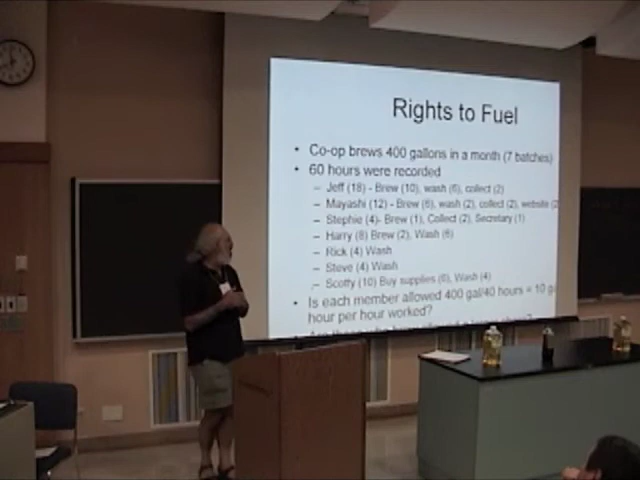 Rights to Fuel
• Co-op brews 400 gallons in a month (7 batches)
• 60 hours were recorded
– Jeff (18) - Brew (10), wash (6), collect (2)
– Mayashi (12) - Brew (6), wash (2), collect (2), website (2
– Stephie (4)- Brew (1), Collect (2), Secretary (1)
– Harry (8) Brew (2), Wash (6)
– Rick (4) Wash
– Steve (4) Wash
– Scotty (10) Buy supplies (6), Wash (4)
• Is each member allowed 400 gal/40 hours = 10 g
hour per hour worked?